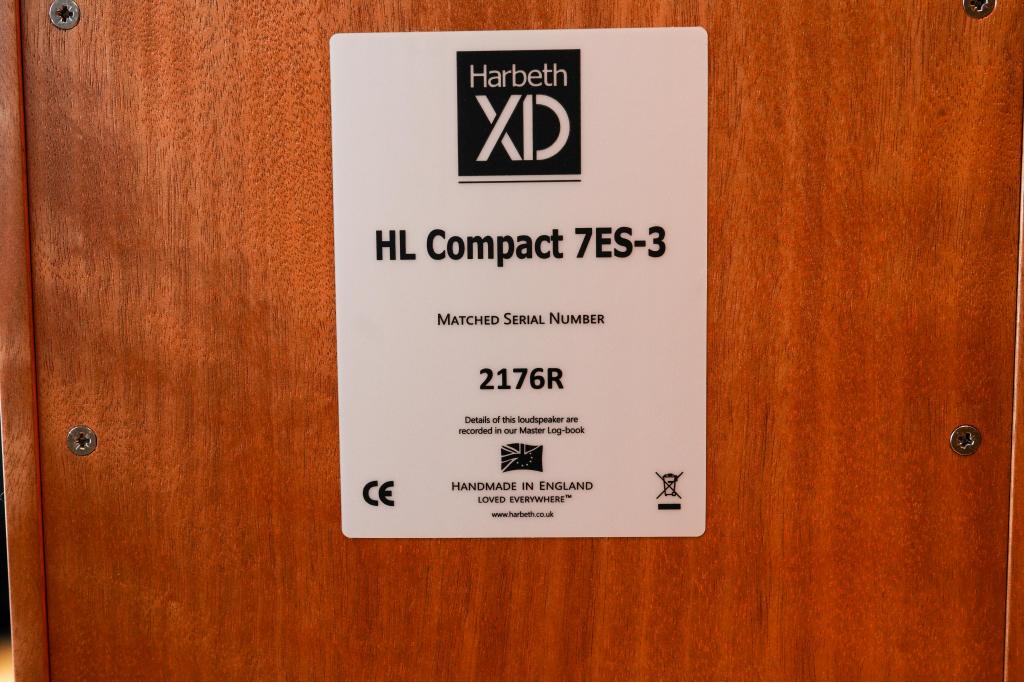 Harbeth
XD
HL Compact 7ES-3
MATCHED SERIAL NUMBER
2176R
Details of this loudspeaker are
recorded in our Master Log-book
CE
HANDMADE IN ENGLAND
LOVED EVERYWHERE™
www.harbeth.co.uk